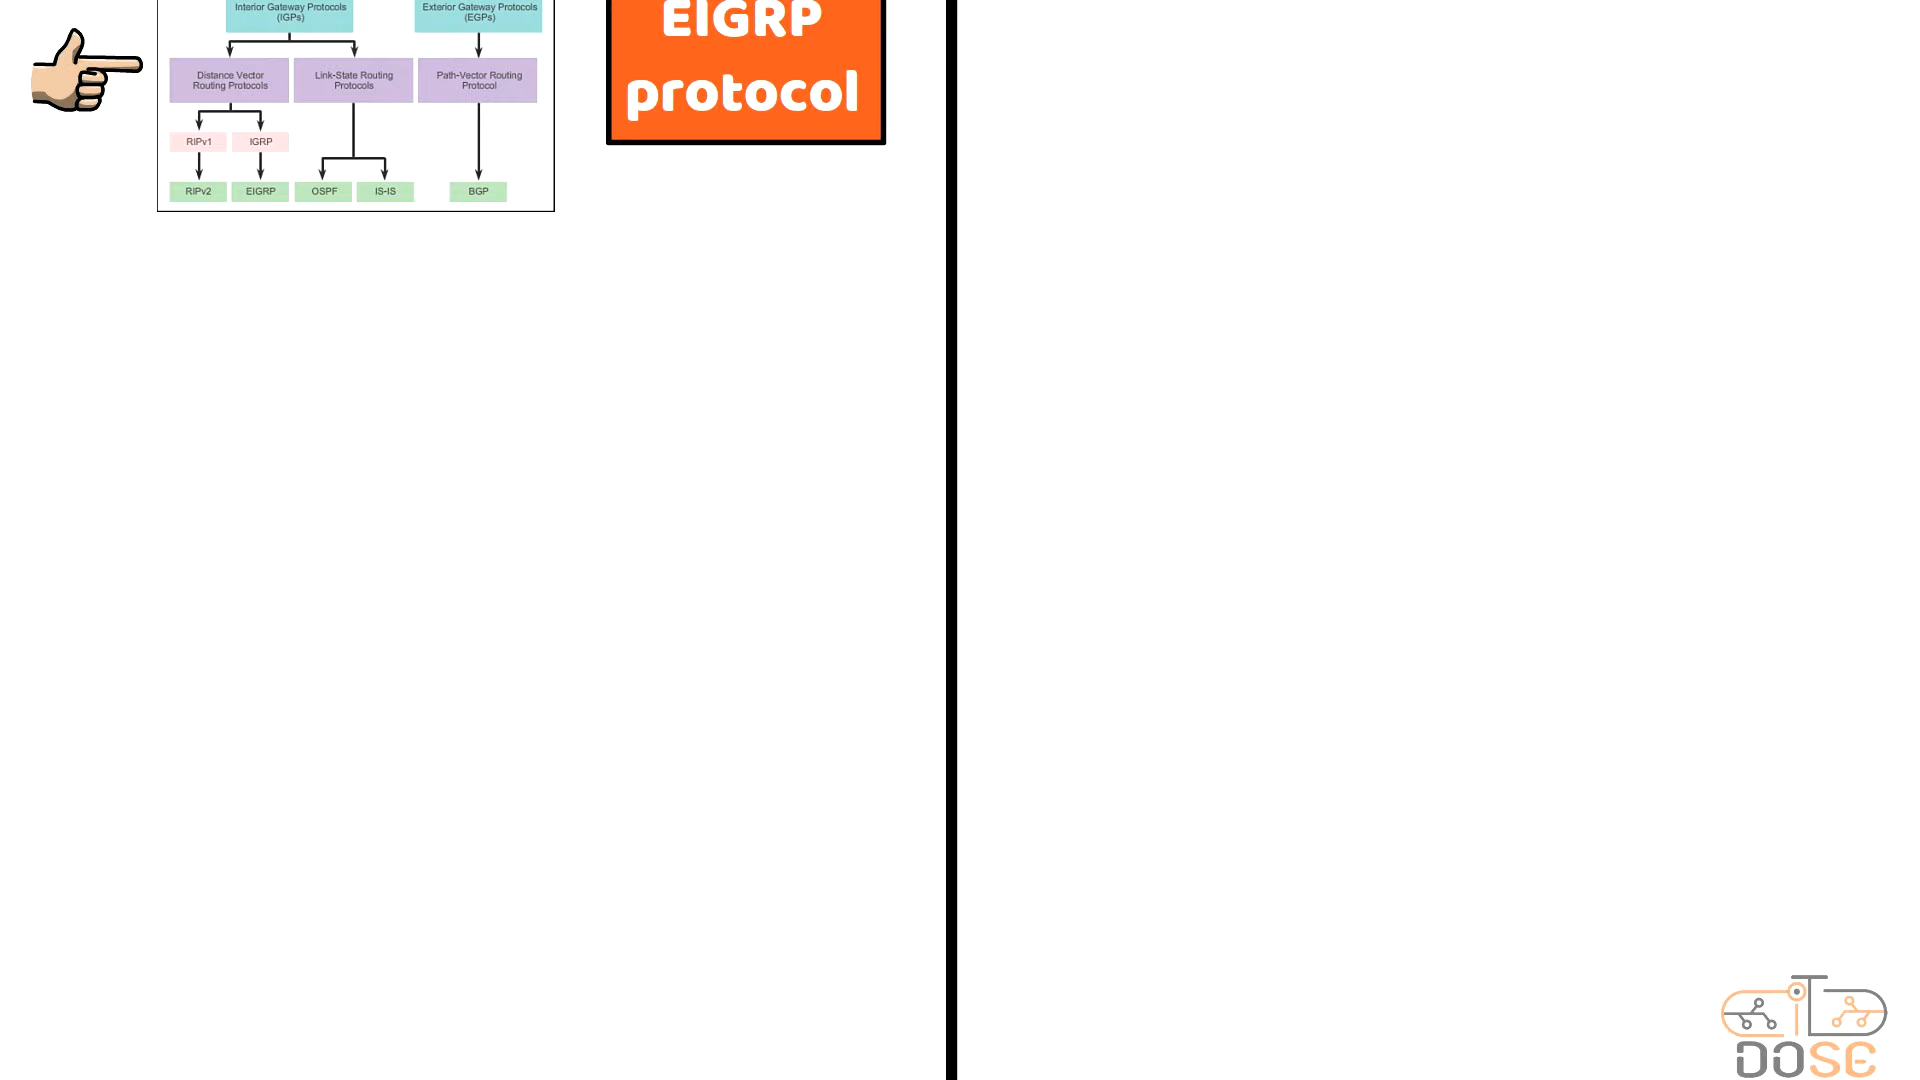 Interior Gateway Protocols
(IGPs)
Exterior Gateway Protocols
(EGPs)
Distance Vector
Routing Protocols
Link-State Routing
Protocols
Path-Vector Routing
Protocol
RIPv1
IGRP
RIPv2
EIGRP
OSPF
IS-IS
BGP
EIGRP
protocol
iT
DOSE